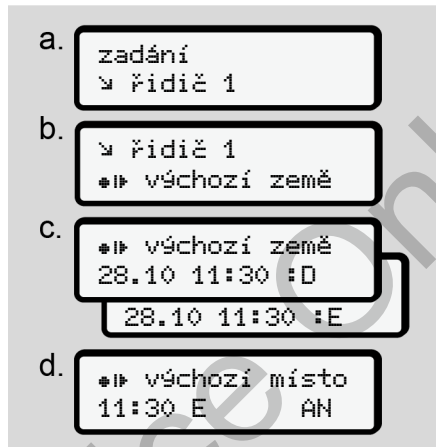 a.
zadání
řidič 1
b.
řidič 1
výchozí země
c.
výchozí země
28.10 11:30 :D
28.10 11:30 :E
d.
výchozí místo
11:30 E AN